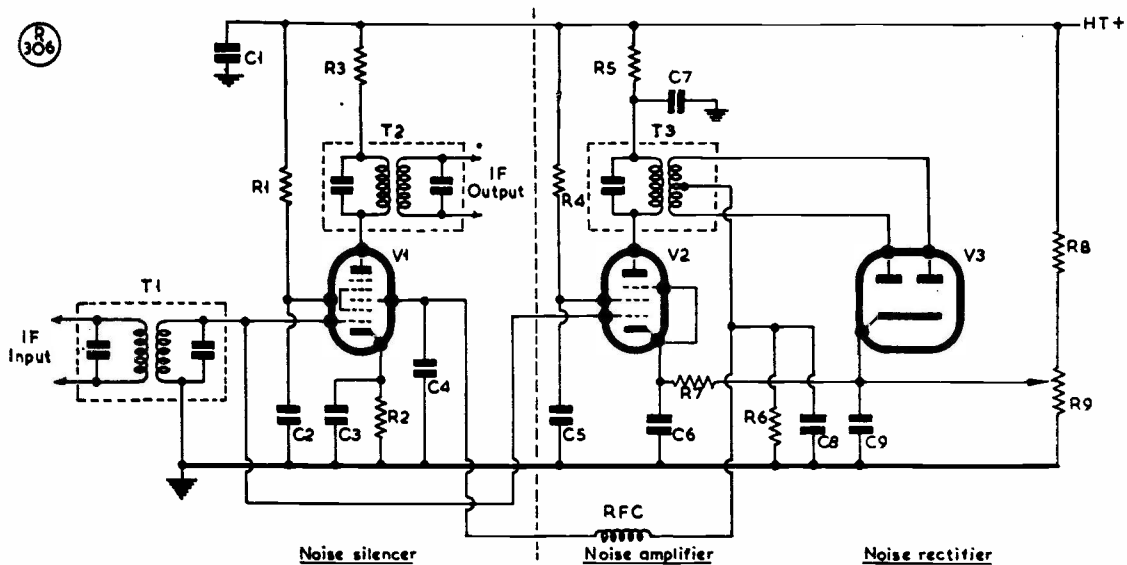 R
306
HT+
C1
R3
R5
C7
T2
T3
IF
Output
R1
R4
V1
V2
V3
R8
T1
IF
Input
C4
R7
R9
C2
C3
R2
C5
C6
R6
C8
C9
RFC
Noise silencer
Noise amplifier
Noise rectifier